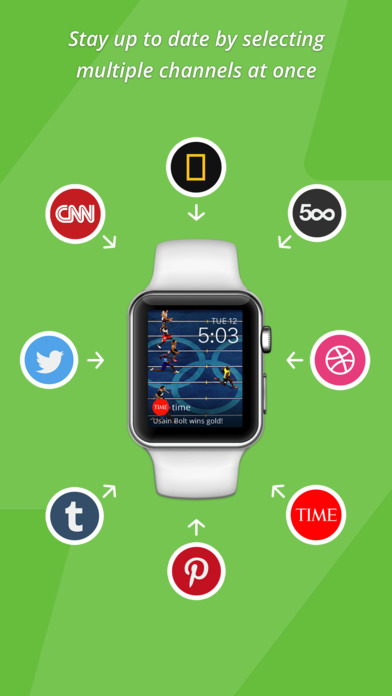 Stay up to date by selecting
multiple channels at once
CNN
500
TUE 12
5:03
TIME time
Usain Bolt wins gold!
t
TIME